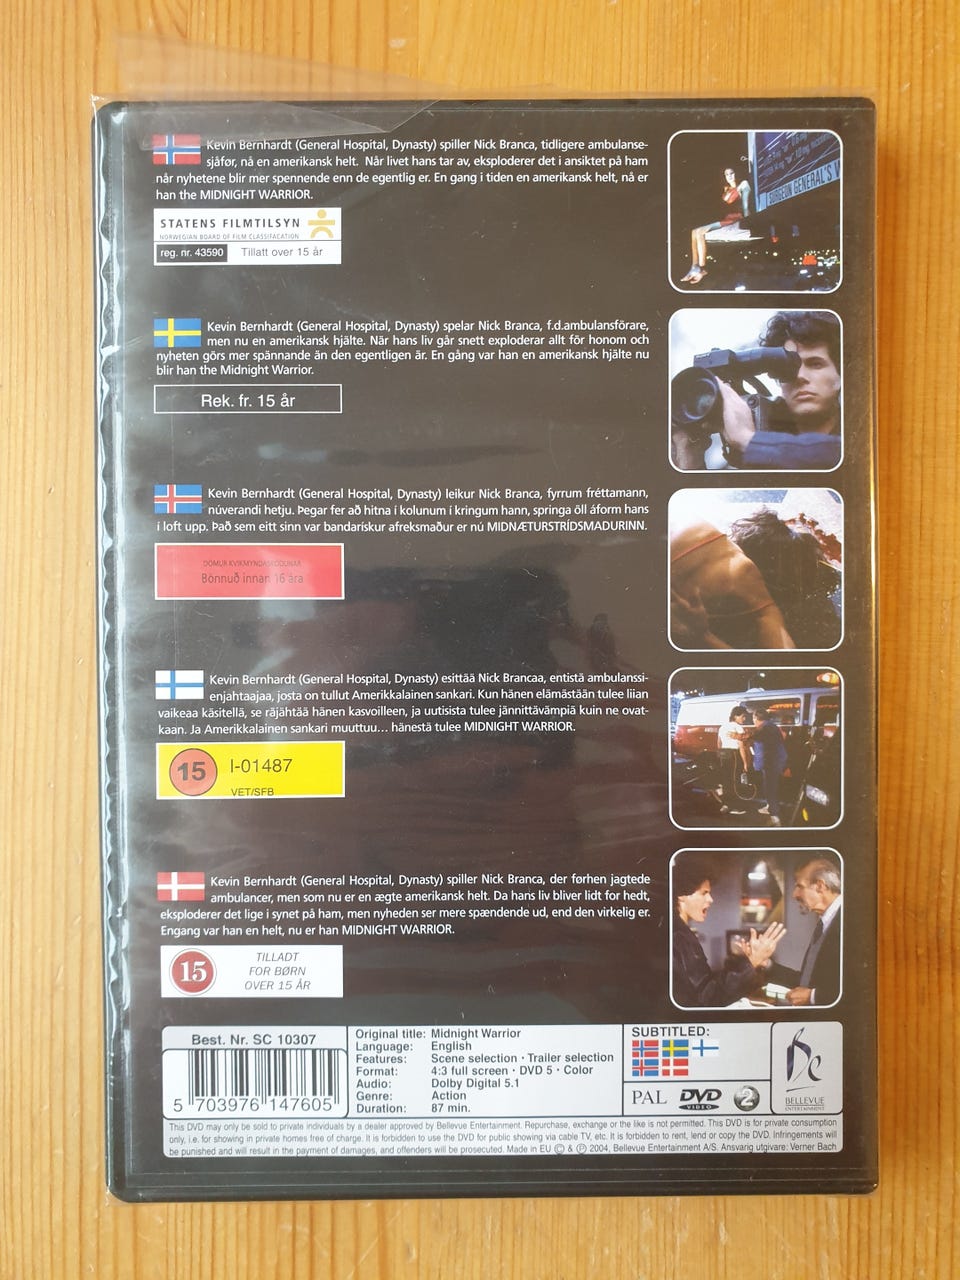 Kevin Bernhardt (General Hospital, Dynasty) spiller Nick Branca, tidligere ambulanse-
sjåfør, nå en amerikansk helt. Når livet hans tar av, eksploderer det i ansiktet på ham
når nyhetene blir mer spennende enn de egentlig er. En gang i tiden en amerikansk helt, nå er
han the MIDNIGHT WARRIOR.
STATENS FILMTILSYN
NORWEGIAN BOARD OF FILM CLASSIFICATION
reg. nr. 43590 Tillatt over 15 år
SURGEON GENERAL'S
Kevin Bernhardt (General Hospital, Dynasty) spelar Nick Branca, f.d.ambulansförare,
men nu en amerikansk hjälte. När hans liv går snett exploderar allt för honom och
nyheten görs mer spännande än den egentligen är. En gång var han en amerikansk hjälte nu
blir han the Midnight Warrior.
Rek. fr. 15 år
Kevin Bernhardt (General Hospital, Dynasty) leikur Nick Branca, fyrrum fréttamann,
núverandi hetju. Þegar fer að hitna í kolunum í kringum hann, springa öll áform hans
í loft upp. Það sem eitt sinn var bandarískur afreksmaður er nú MIDNÆTURSTRÍDSMADURINN.
DÓMUR KVIKMYNDASKOÐUNAR
Bönnuð innan 16 ára
Kevin Bernhardt (General Hospital, Dynasty) esittää Nick Brancaa, entistä ambulanssi-
enjahtaajaa, josta on tullut Amerikkalainen sankari. Kun hänen elämästään tulee liian
vaikeaa käsitellä, se räjähtää hänen kasvoilleen, ja uutisista tulee jännittävämpiä kuin ne ovat-
kaan. Ja Amerikkalainen sankari muuttuu... hänestä tulee MIDNIGHT WARRIOR.
15 I-01487
VET/SFB
Kevin Bernhardt (General Hospital, Dynasty) spiller Nick Branca, der førhen jagtede
ambulancer, men som nu er en ægte amerikansk helt. Da hans liv bliver lidt for hedt,
eksploderer det lige i synet på ham, men nyheden ser mere spændende ud, end den virkelig er.
Engang var han en helt, nu er han MIDNIGHT WARRIOR.
15 TILLADT
FOR BØRN
OVER 15 ÅR
Best. Nr. SC 10307
5 703976 147605
Original title: Midnight Warrior
Language: English
Features: Scene selection · Trailer selection
Format: 4:3 full screen · DVD 5 · Color
Audio: Dolby Digital 5.1
Genre: Action
Duration: 87 min.
SUBTITLED:
PAL DVD VIDEO 2
BELLEVUE
ENTERTAINMENT
This DVD may only be sold to private individuals by a dealer approved by Bellevue Entertainment. Repurchase, exchange or the like is not permitted. This DVD is for private consumption
only, i.e. for showing in private homes free of charge. It is forbidden to use the DVD for public showing via cable TV, etc. It is forbidden to rent, lend or copy the DVD. Infringements will
be punished and will result in the payment of damages, and offenders will be prosecuted. Made in EU Ⓒ & Ⓟ 2004, Bellevue Entertainment A/S. Ansvarig utgivare: Verner Bach